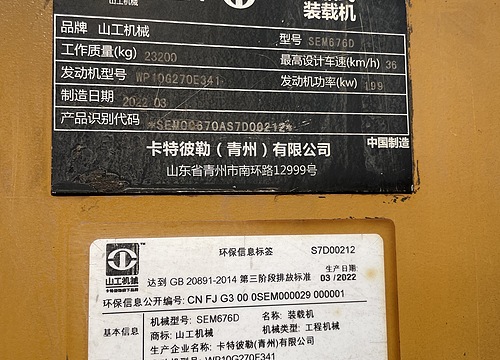 山工机械
装载机
品牌 山工机械
型号 SEM676D
工作质量(kg) 23200
最高设计车速(km/h) 36
发动机型号 WP10G270E341
发动机功率(kw) 199
制造日期 2022 03
产品识别代码 *SEM00670AS7D00212*
卡特彼勒（青州）有限公司
中国制造
山东省青州市南环路12999号
环保信息标签 S7D00212
山工机械
生产日期
达到 GB 20891-2014 第三阶段排放标准 03 /2022
环保信息公开编号: CN FJ G3 00 0SEM000029 000001
基本信息
机械型号: SEM676D 名称: 装载机
商标: 山工机械 机械类型: 工程机械
生产企业名称: 卡特彼勒(青州)有限公司
WP10G270E341